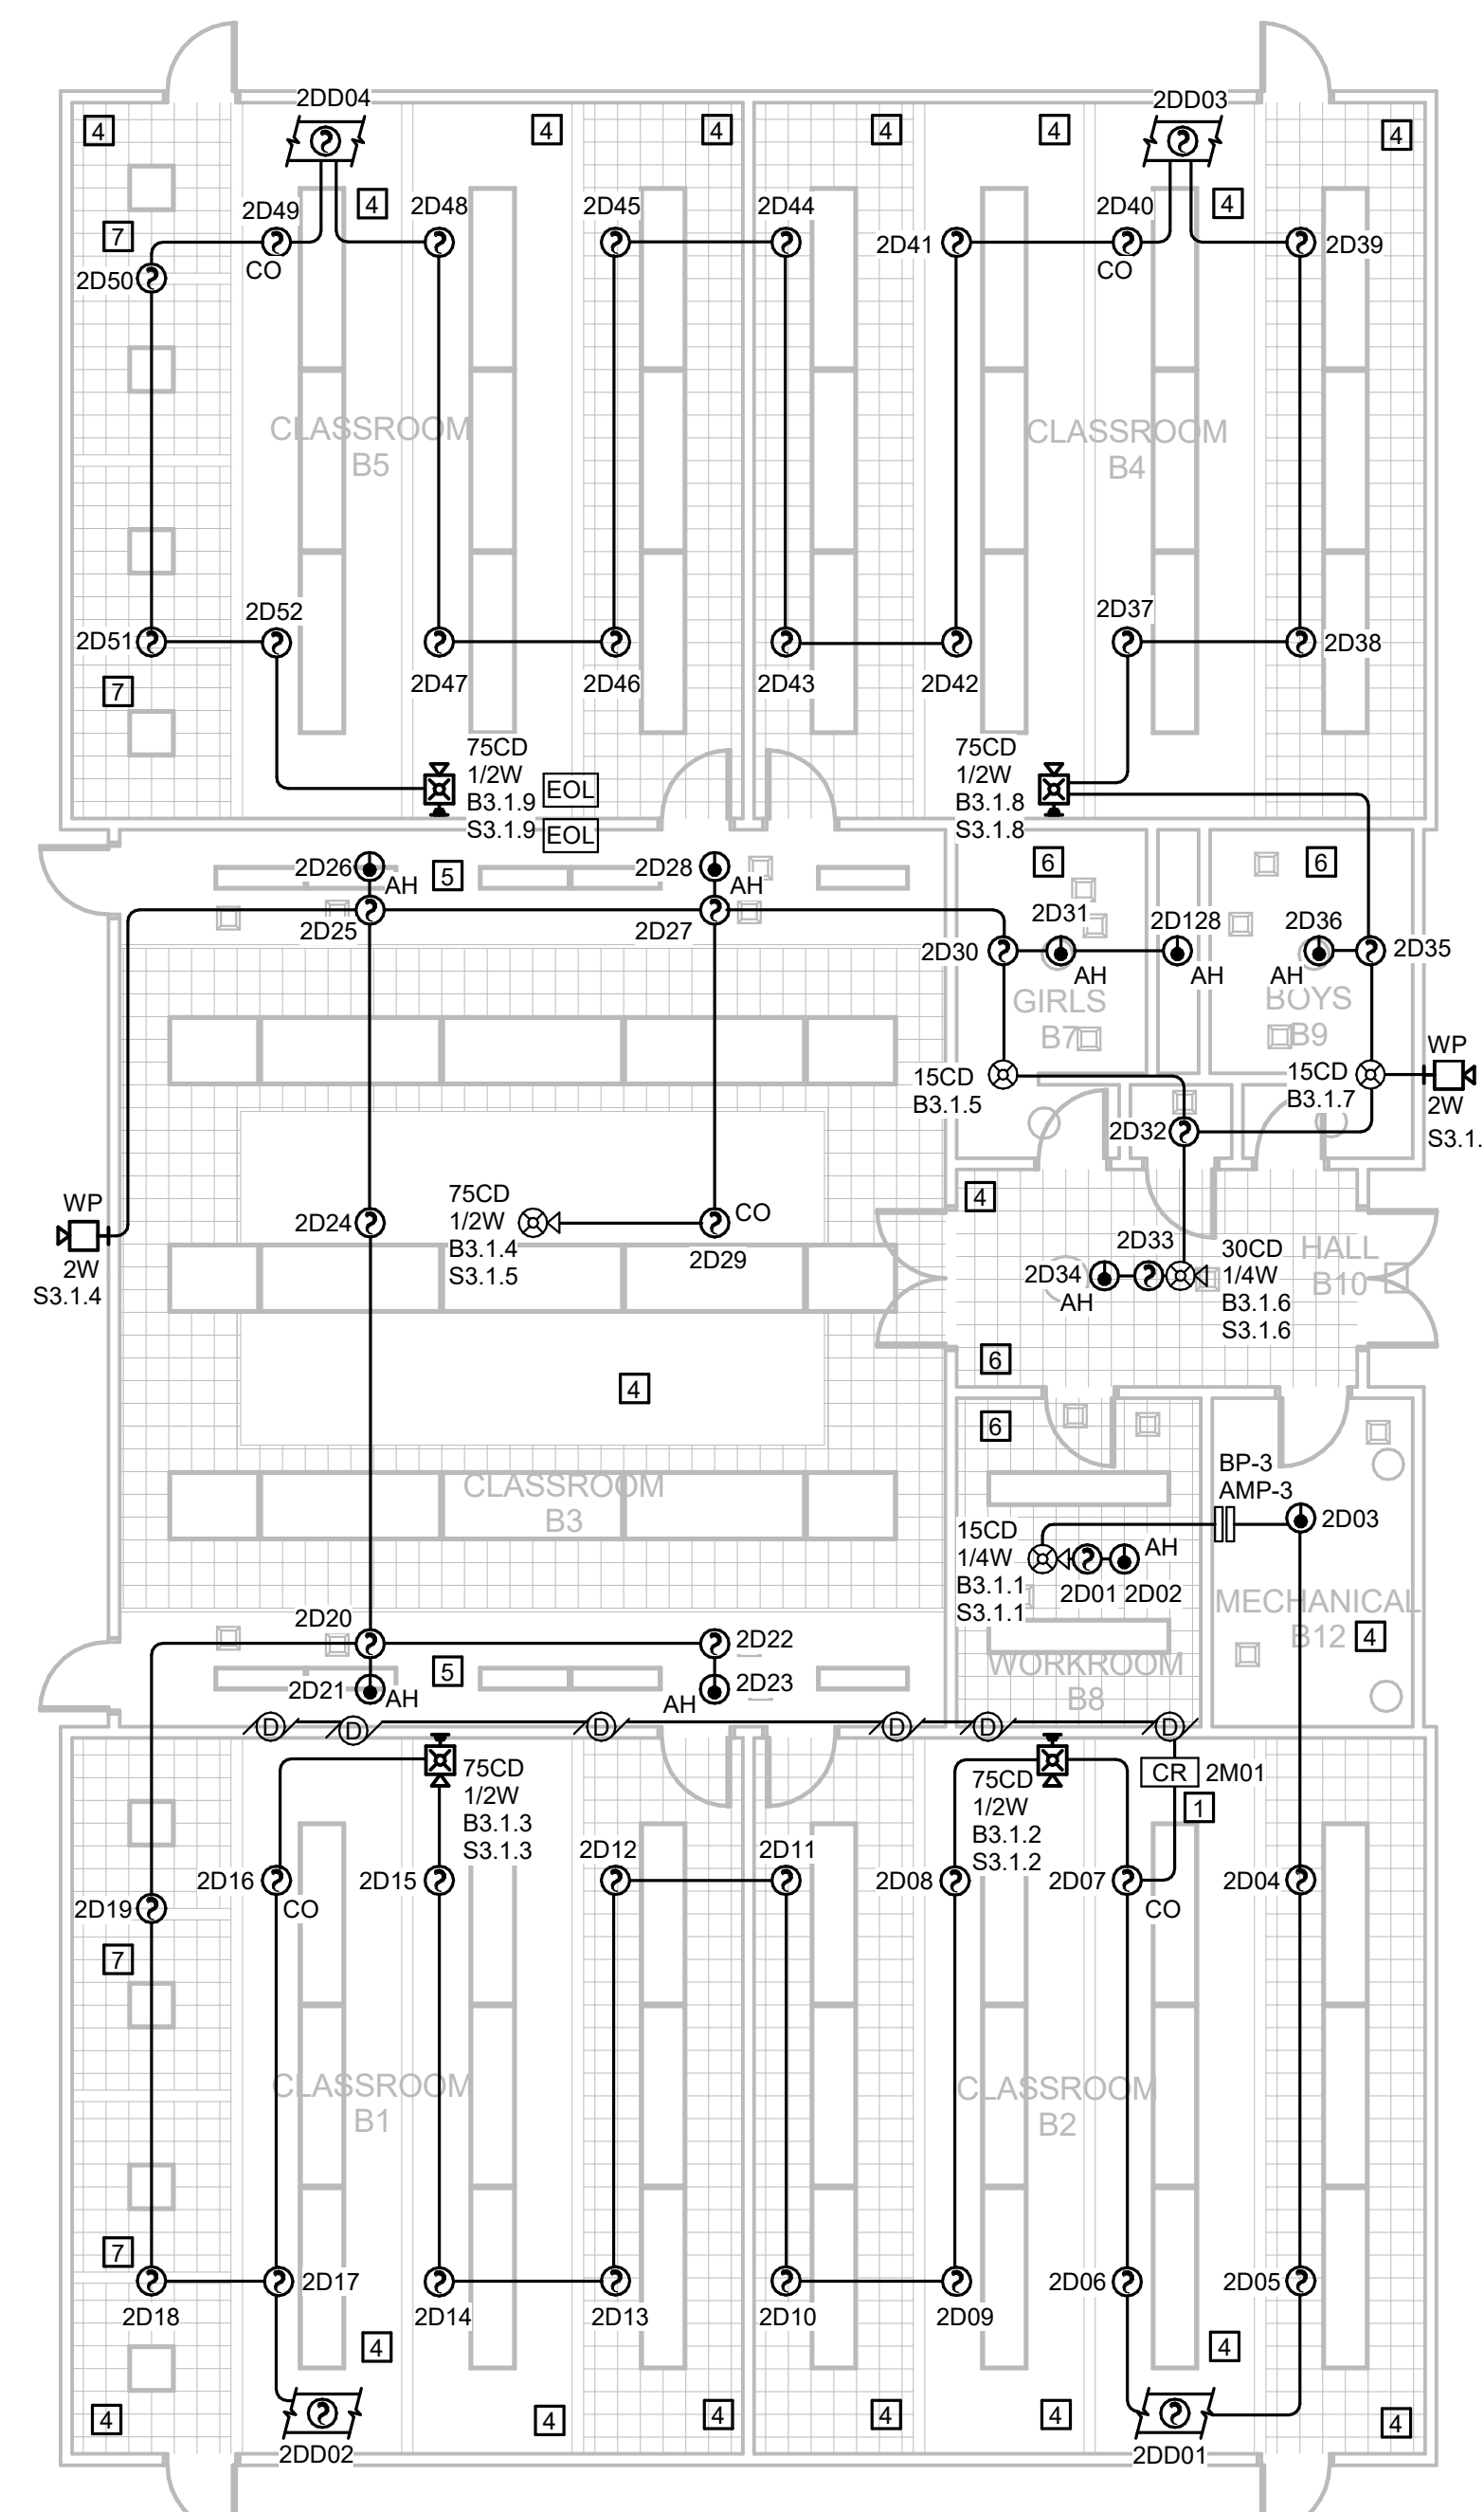 2DD04
2DD03
4
4
4
4
4
4
2D49
4
2D48
2D45
2D44
2D40
4
7
2D41
2D39
CO
CO
2D50
CLASSROOM
B5
CLASSROOM
B4
2D52
2D37
2D51
2D38
7
2D47
2D46
2D43
2D42
75CD
1/2W
B3.1.9
S3.1.9
EOL
EOL
75CD
1/2W
B3.1.8
S3.1.8
2D26
AH
5
2D28
AH
6
6
2D25
2D27
2D31
2D128
2D36
2D30
2D35
AH
AH
AH
GIRLS
B7
BOYS
B9
15CD
B3.1.5
15CD
B3.1.7
WP
2W
S3.1.
2D32
WP
2W
S3.1.4
2D24
75CD
1/2W
B3.1.4
S3.1.5
CO
2D29
4
2D33
2D34
AH
30CD
1/4W
B3.1.6
S3.1.6
HALL
B10
6
4
6
CLASSROOM
B3
BP-3
AMP-3
2D03
15CD
1/4W
B3.1.1
S3.1.1
AH
2D01
2D02
MECHANICAL
B12
4
2D20
2D22
WORKROOM
B8
5
2D21
AH
AH
2D23
D
D
D
D
D
D
75CD
1/2W
B3.1.3
S3.1.3
75CD
1/2W
B3.1.2
S3.1.2
CR
2M01
1
2D12
2D11
2D16
2D15
2D08
2D07
2D04
CO
CO
2D19
7
CLASSROOM
B1
CLASSROOM
B2
7
2D17
2D06
2D05
2D18
2D14
2D13
2D10
2D09
4
4
4
4
4
4
4
4
2DD02
2DD01